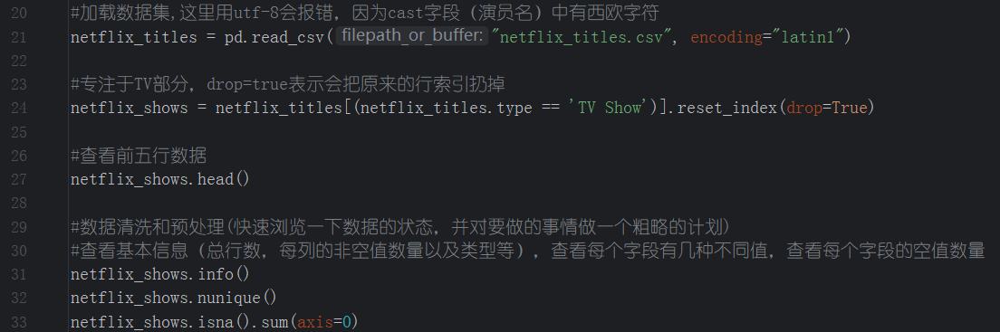 20 #加载数据集,这里用utf-8会报错，因为cast字段（演员名）中有西欧字符
21 netflix_titles = pd.read_csv( filepath_or_buffer: "netflix_titles.csv", encoding="latin1")
22
23 #专注于TV部分，drop=true表示会把原来的行索引扔掉
24 netflix_shows = netflix_titles[(netflix_titles.type == 'TV Show')].reset_index(drop=True)
25
26 #查看前五行数据
27 netflix_shows.head()
28
29 #数据清洗和预处理(快速浏览一下数据的状态，并对要做的事情做一个粗略的计划)
30 #查看基本信息（总行数，每列的非空值数量以及类型等），查看每个字段有几种不同值，查看每个字段的空值数量
31 netflix_shows.info()
32 netflix_shows.nunique()
33 netflix_shows.isna().sum(axis=0)